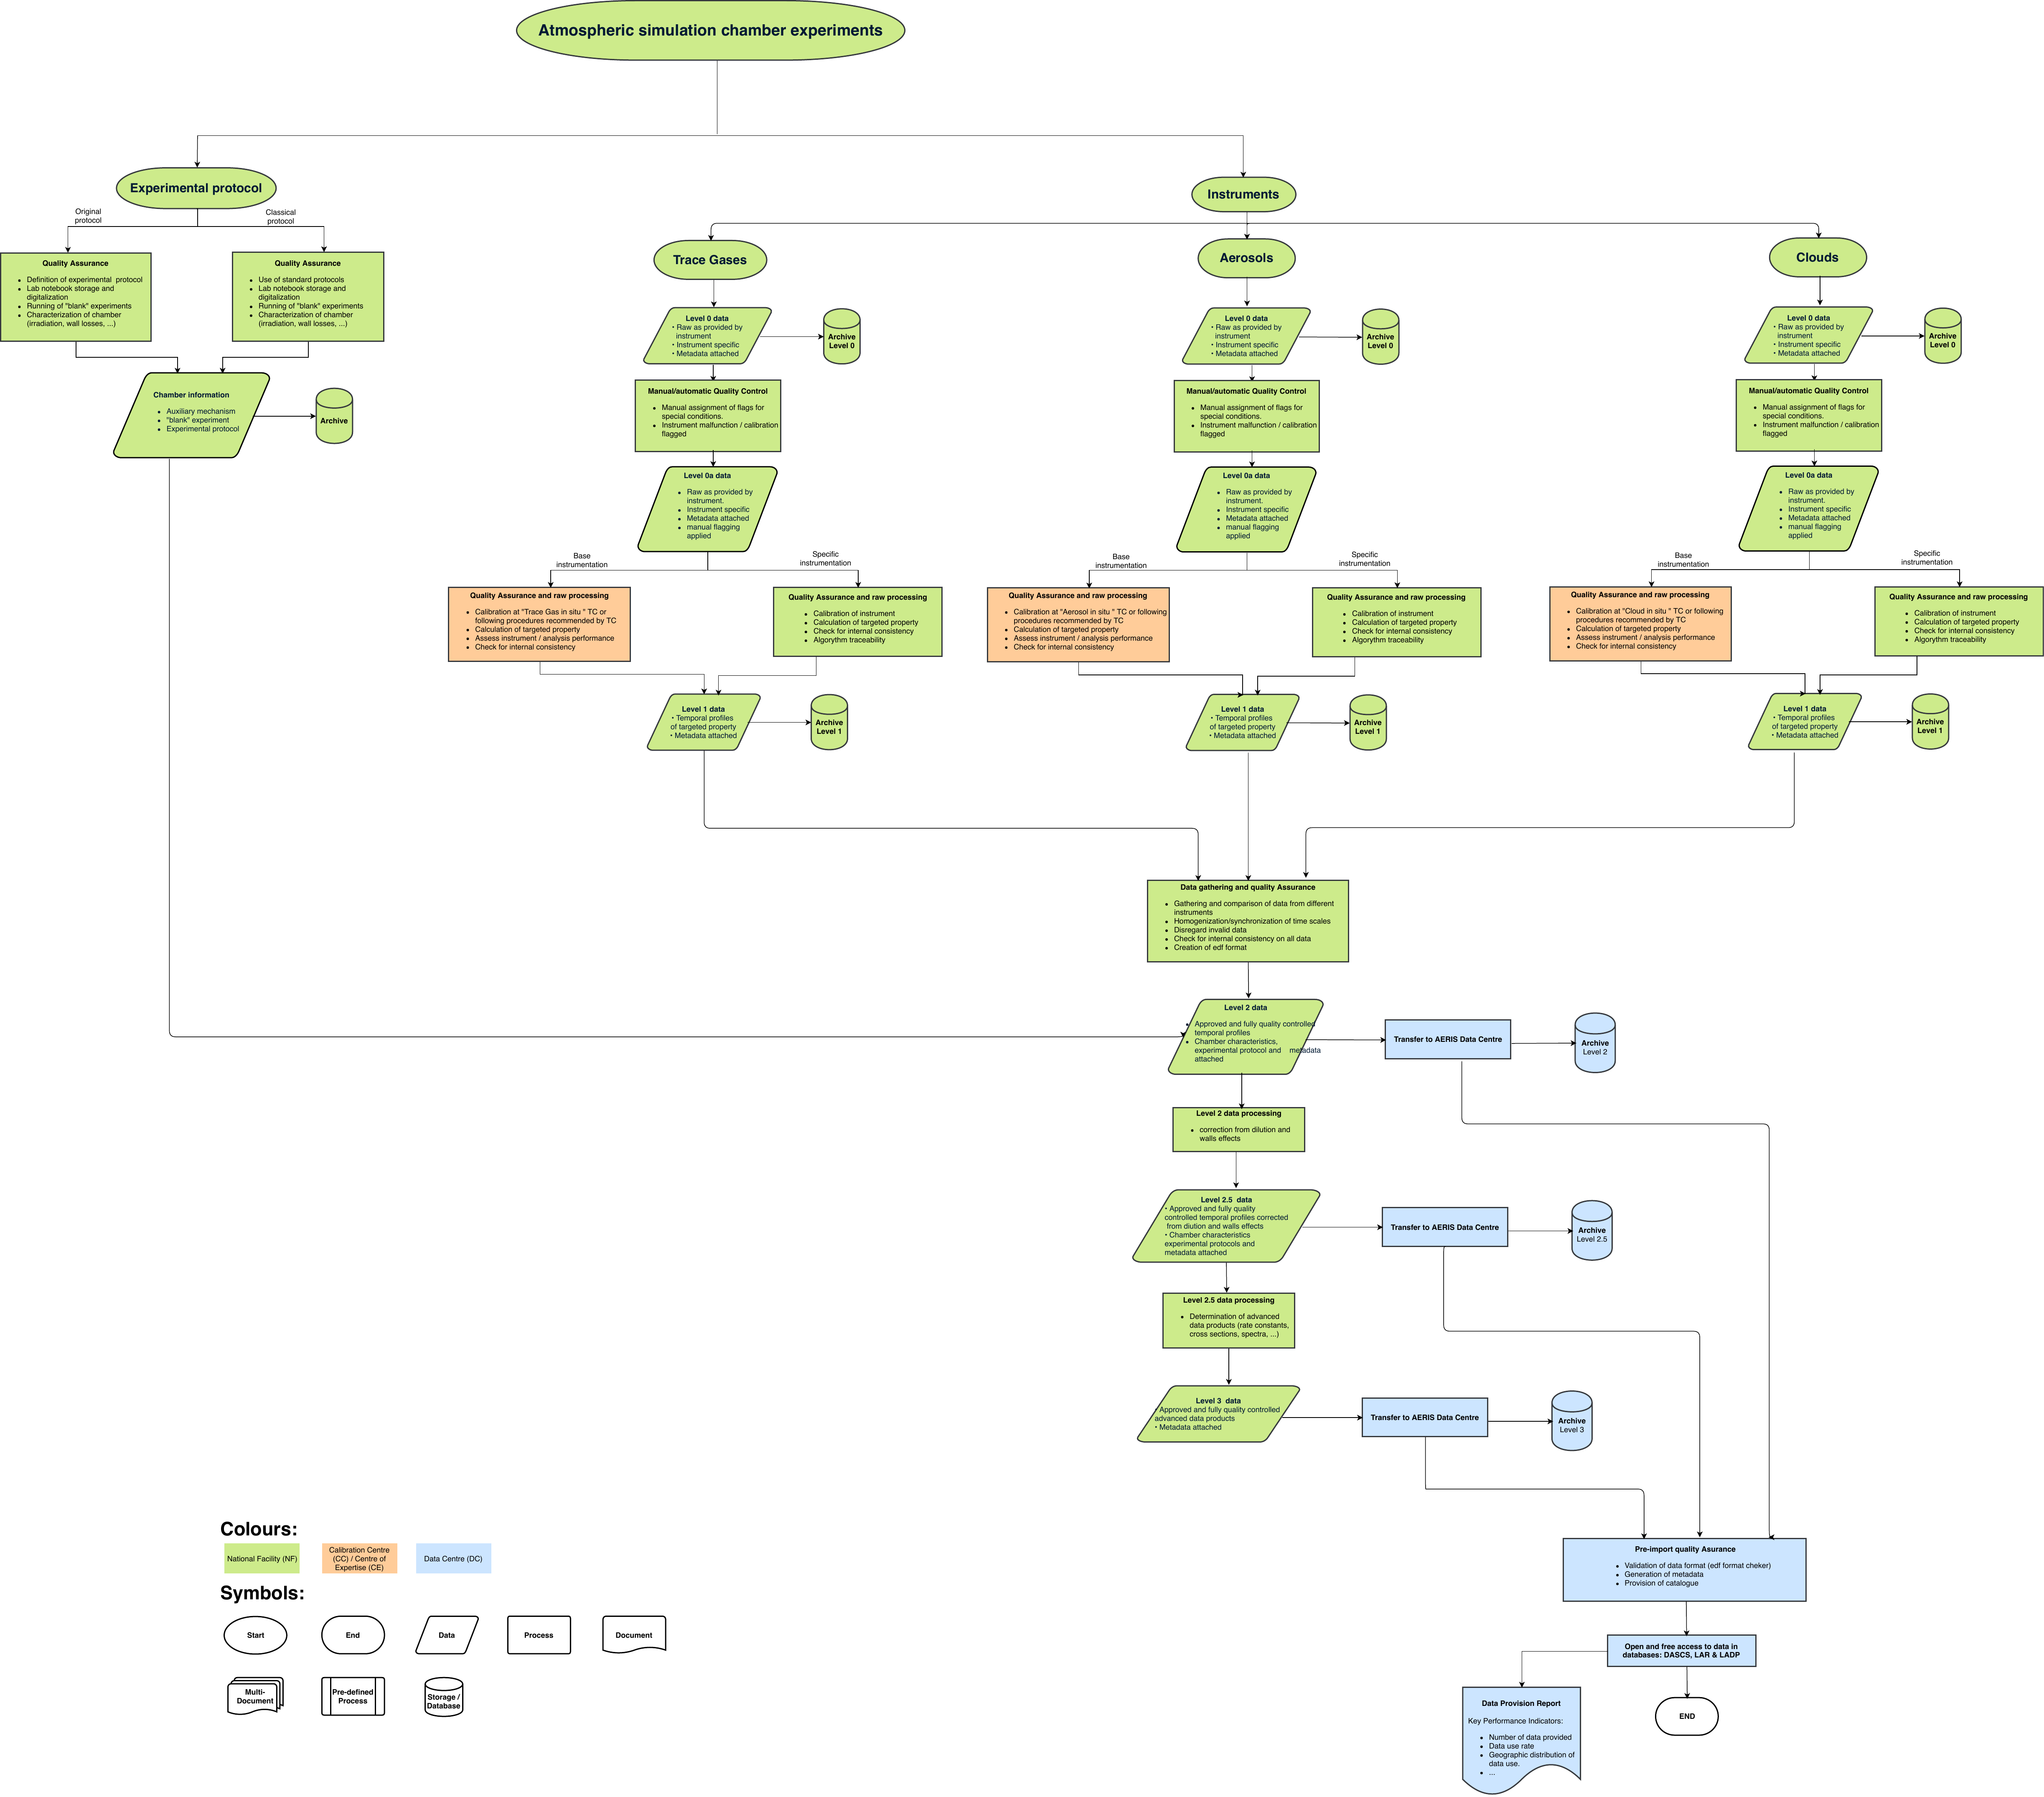 Atmospheric simulation chamber experiments
Experimental protocol
Original
protocol
Classical
protocol
Quality Assurance
• Definition of experimental protocol
• Lab notebook storage and
digitalization
• Running of "blank" experiments
• Characterization of chamber
(irradiation, wall losses, ...)
Quality Assurance
• Use of standard protocols
• Lab notebook storage and
digitalization
• Running of "blank" experiments
• Characterization of chamber
(irradiation, wall losses, ...)
Chamber information
• Auxiliary mechanism
• "blank" experiment
• Experimental protocol
Archive
Instruments
Trace Gases
Level 0 data
• Raw as provided by
instrument
• Instrument specific
• Metadata attached
Archive
Level 0
Manual/automatic Quality Control
• Manual assignment of flags for
special conditions.
• Instrument malfunction / calibration
flagged
Level 0a data
• Raw as provided by
instrument.
• Instrument specific
• Metadata attached
• manual flagging
applied
Base
instrumentation
Specific
instrumentation
Quality Assurance and raw processing
• Calibration at "Trace Gas in situ " TC or
following procedures recommended by TC
• Calculation of targeted property
• Assess instrument / analysis performance
• Check for internal consistency
Quality Assurance and raw processing
• Calibration of instrument
• Calculation of targeted property
• Check for internal consistency
• Algorythm traceability
Level 1 data
• Temporal profiles
of targeted property
• Metadata attached
Archive
Level 1
Aerosols
Level 0 data
• Raw as provided by
instrument
• Instrument specific
• Metadata attached
Archive
Level 0
Manual/automatic Quality Control
• Manual assignment of flags for
special conditions.
• Instrument malfunction / calibration
flagged
Level 0a data
• Raw as provided by
instrument.
• Instrument specific
• Metadata attached
• manual flagging
applied
Base
instrumentation
Specific
instrumentation
Quality Assurance and raw processing
• Calibration at "Aerosol in situ " TC or following
procedures recommended by TC
• Calculation of targeted property
• Assess instrument / analysis performance
• Check for internal consistency
Quality Assurance and raw processing
• Calibration of instrument
• Calculation of targeted property
• Check for internal consistency
• Algorythm traceability
Level 1 data
• Temporal profiles
of targeted property
• Metadata attached
Archive
Level 1
Clouds
Level 0 data
• Raw as provided by
instrument
• Instrument specific
• Metadata attached
Archive
Level 0
Manual/automatic Quality Control
• Manual assignment of flags for
special conditions.
• Instrument malfunction / calibration
flagged
Level 0a data
• Raw as provided by
instrument.
• Instrument specific
• Metadata attached
• manual flagging
applied
Base
instrumentation
Specific
instrumentation
Quality Assurance and raw processing
• Calibration at "Cloud in situ " TC or following
procedures recommended by TC
• Calculation of targeted property
• Assess instrument / analysis performance
• Check for internal consistency
Quality Assurance and raw processing
• Calibration of instrument
• Calculation of targeted property
• Check for internal consistency
• Algorythm traceability
Level 1 data
• Temporal profiles
of targeted property
• Metadata attached
Archive
Level 1
Data gathering and quality Assurance
• Gathering and comparison of data from different
instruments
• Homogenization/synchronization of time scales
• Disregard invalid data
• Check for internal consistency on all data
• Creation of edf format
Level 2 data
• Approved and fully quality controlled
temporal profiles
• Chamber characteristics,
experimental protocol and metadata
attached
Transfer to AERIS Data Centre
Archive
Level 2
Level 2 data processing
• correction from dilution and
walls effects
Level 2.5 data
• Approved and fully quality
controlled temporal profiles corrected
from diution and walls effects
• Chamber characteristics
experimental protocols and
metadata attached
Transfer to AERIS Data Centre
Archive
Level 2.5
Level 2.5 data processing
• Determination of advanced
data products (rate constants,
cross sections, spectra, ...)
Level 3 data
• Approved and fully quality controlled
advanced data products
• Metadata attached
Transfer to AERIS Data Centre
Archive
Level 3
Pre-import quality Asurance
• Validation of data format (edf format cheker)
• Generation of metadata
• Provision of catalogue
Open and free access to data in
databases: DASCS, LAR & LADP
Data Provision Report
Key Performance Indicators:
• Number of data provided
• Data use rate
• Geographic distribution of
data use.
• ...
END
Colours:
National Facility (NF)
Calibration Centre
(CC) / Centre of
Expertise (CE)
Data Centre (DC)
Symbols:
Start
End
Data
Process
Document
Multi-
Document
Pre-defined
Process
Storage /
Database